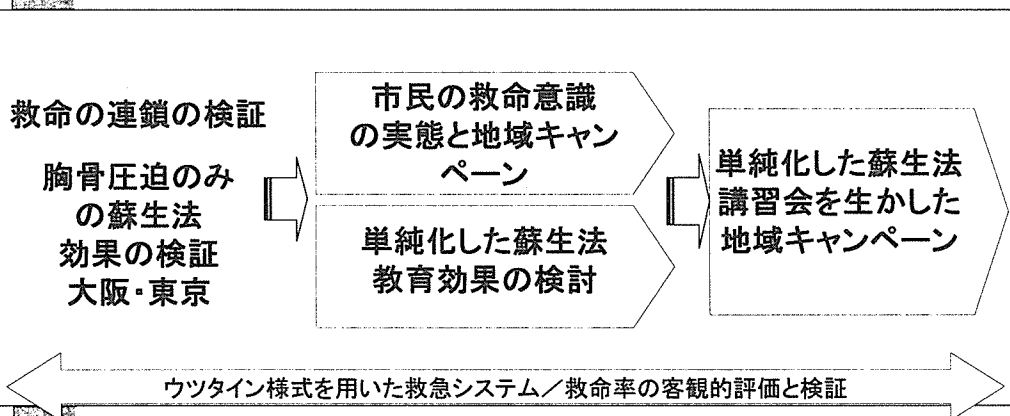 救命の連鎖の検証
胸骨圧迫のみ
の蘇生法
効果の検証
大阪・東京
市民の救命意識
の実態と地域キャン
ペーン
単純化した蘇生法
教育効果の検討
単純化した蘇生法
講習会を生かした
地域キャンペーン
ウツタイン様式を用いた救急システム／救命率の客観的評価と検証